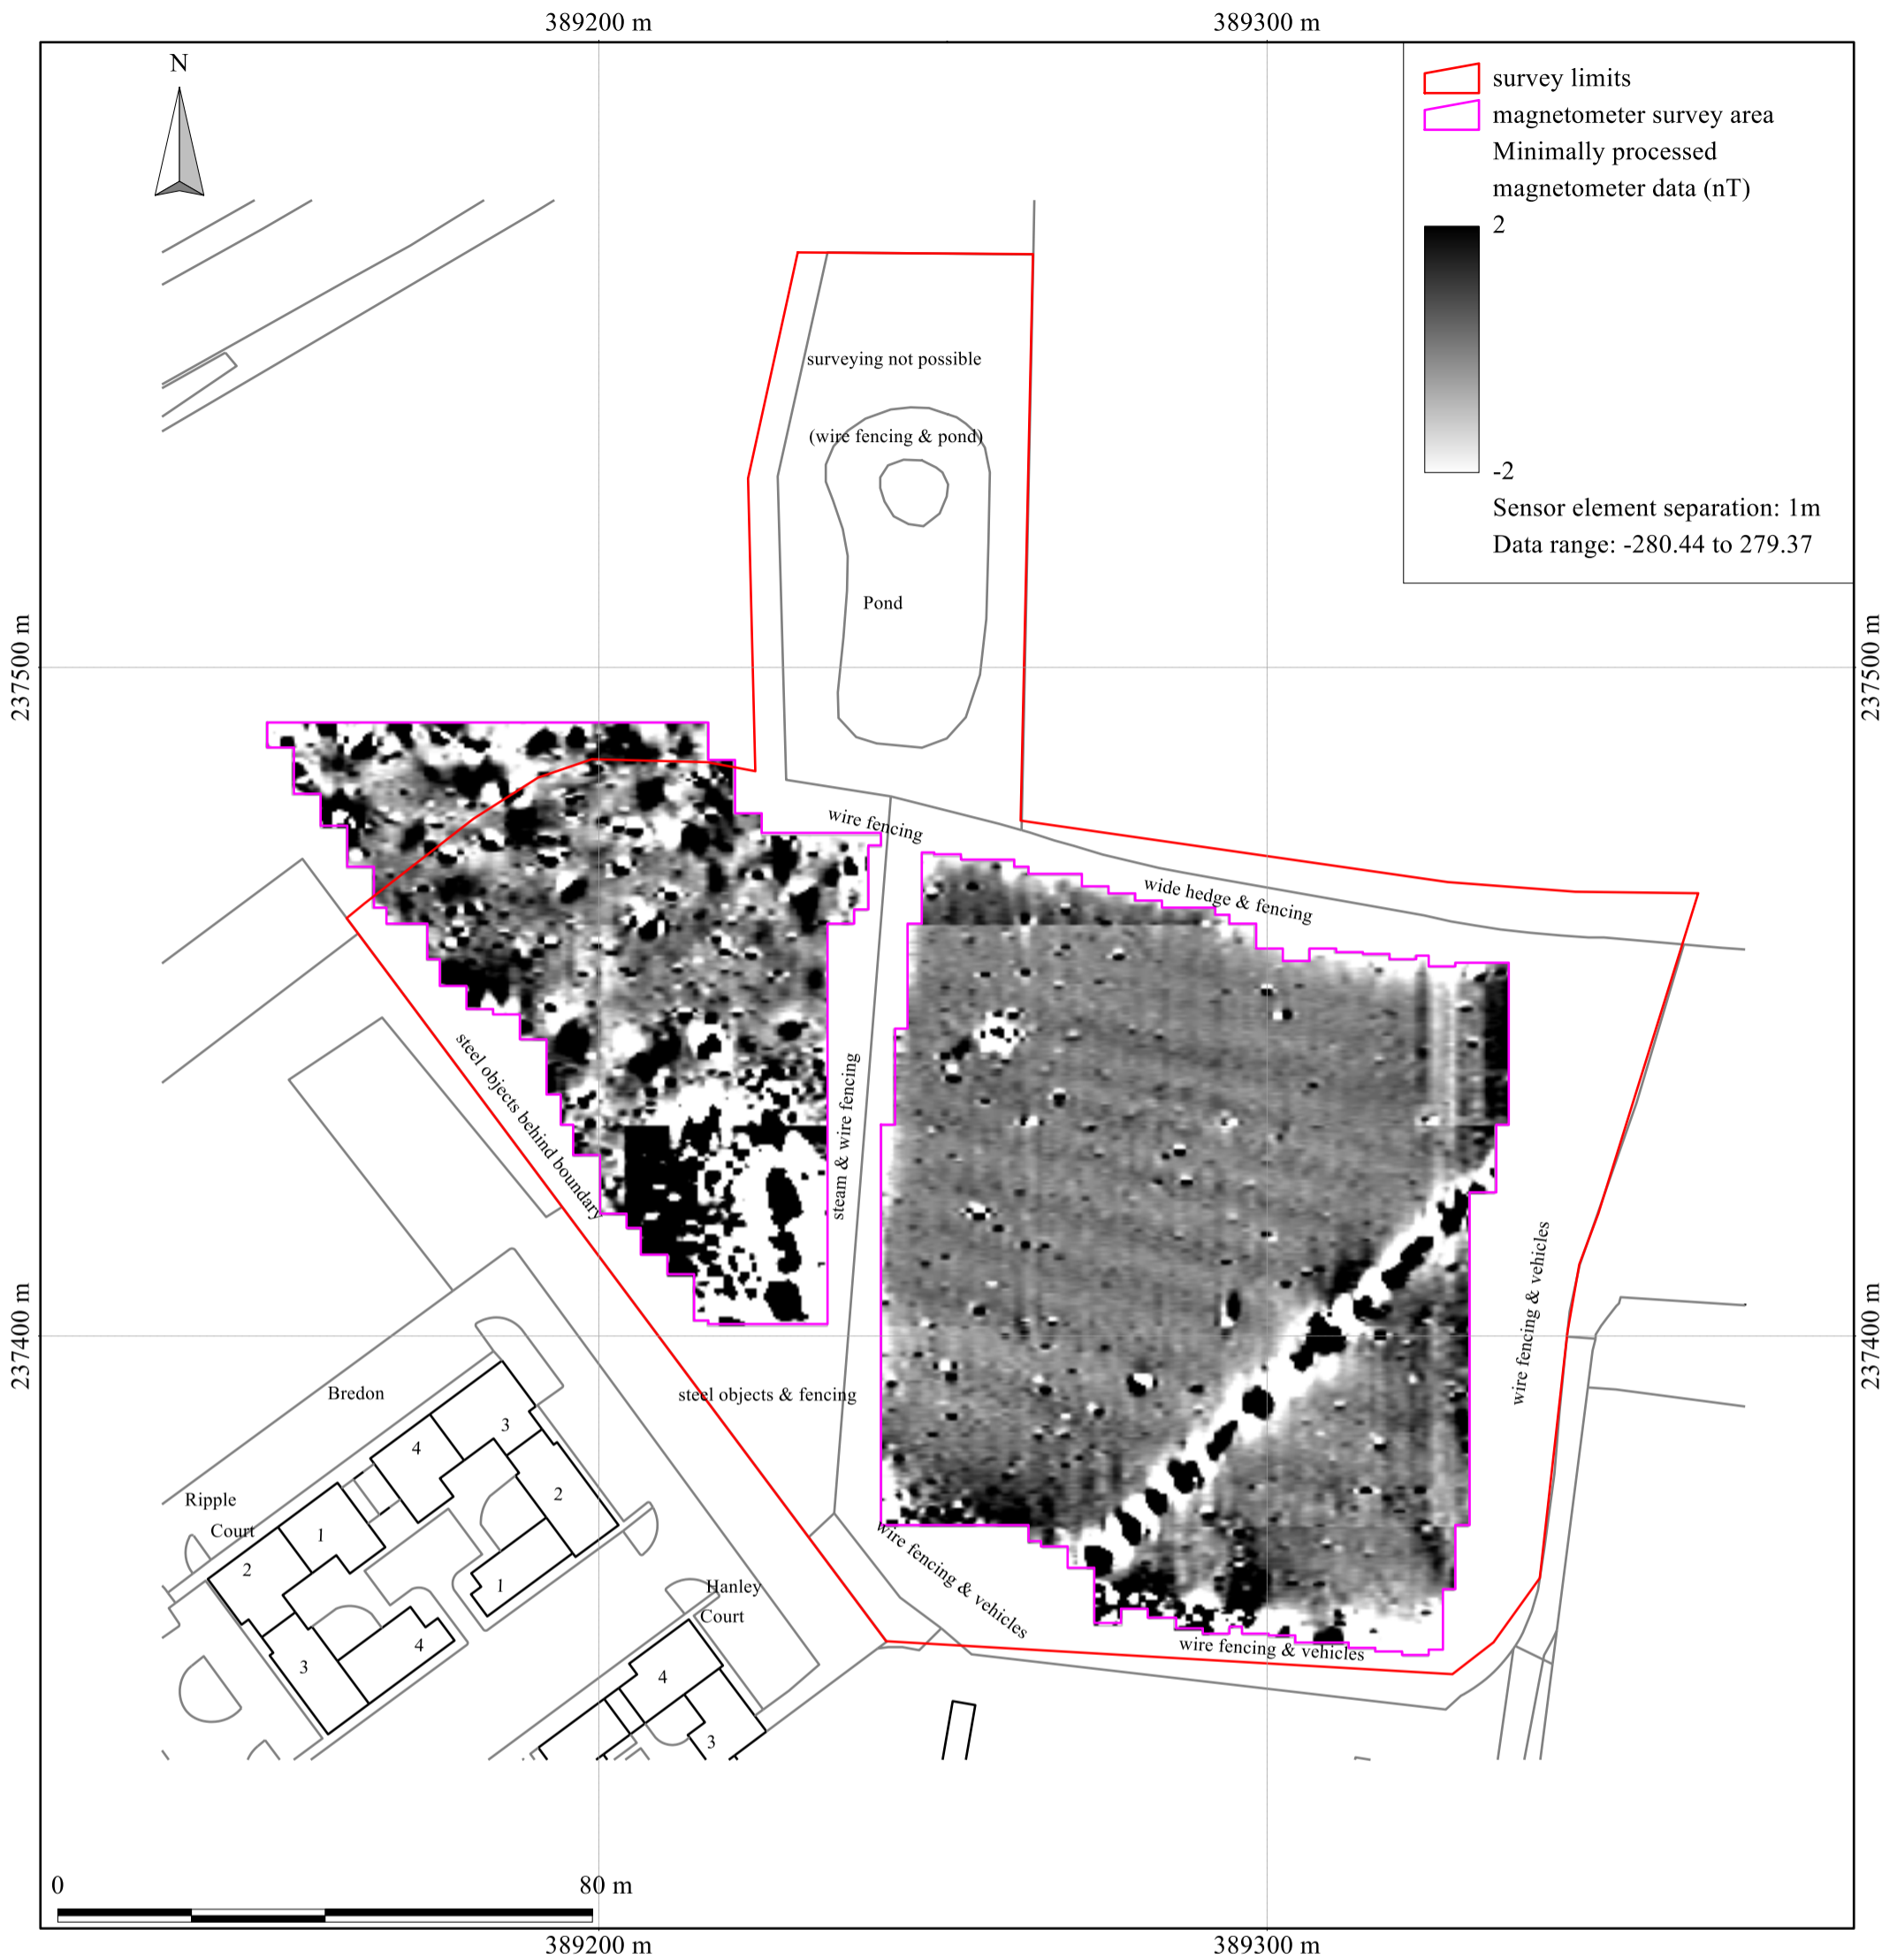 389200 m
389300 m
N
survey limits
magnetometer survey area
Minimally processed
magnetometer data (nT)
2
-2
Sensor element separation: 1m
Data range: -280.44 to 279.37
surveying not possible
(wire fencing & pond)
Pond
237500 m
237500 m
wire fencing
wide hedge & fencing
steel objects behind boundary
steam & wire fencing
wire fencing & vehicles
237400 m
237400 m
steel objects & fencing
Bredon
3
4
2
Ripple
Court
1
2
1
4
3
wire fencing & vehicles
Hanley
Court
wire fencing & vehicles
4
3
0
80 m
389200 m
389300 m